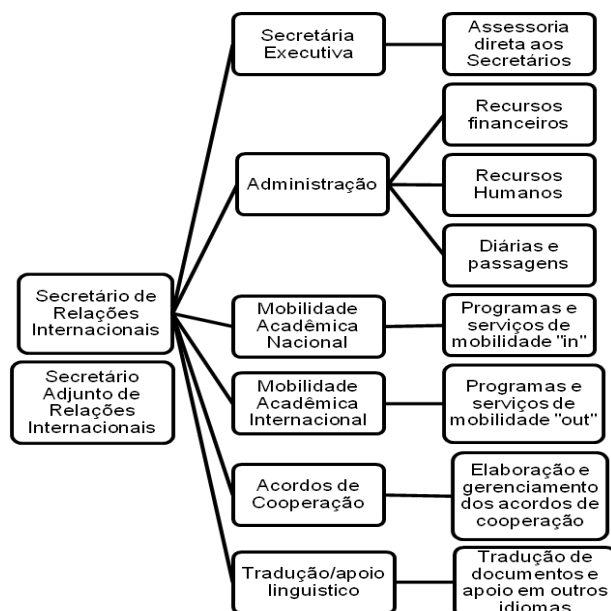 Secretário de
Relações
Internacionais
Secretário
Adjunto de
Relações
Internacionais
Secretária
Executiva
Assessoria
direta aos
Secretários
Administração
Recursos
financeiros
Recursos
Humanos
Diárias e
passagens
Mobilidade
Acadêmica
Nacional
Programas e
serviços de
mobilidade "in"
Mobilidade
Acadêmica
Internacional
Programas e
serviços de
mobilidade "out"
Acordos de
Cooperação
Elaboração e
gerenciamento
dos acordos de
cooperação
Tradução/apoio
linguistico
Tradução de
documentos e
apoio em outros
idiomas